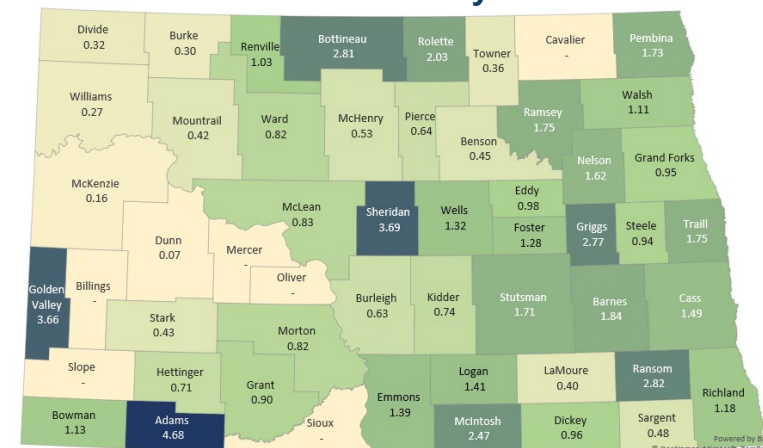 Divide
0.32
Burke
0.30
Renville
1.03
Bottineau
2.81
Rolette
2.03
Towner
0.36
Cavalier
-
Pembina
1.73
Williams
0.27
Mountrail
0.42
Ward
0.82
McHenry
0.53
Pierce
0.64
Benson
0.45
Ramsey
1.75
Walsh
1.11
Nelson
1.62
Grand Forks
0.95
McKenzie
0.16
Dunn
0.07
McLean
0.83
Mercer
-
Oliver
-
Sheridan
3.69
Wells
1.32
Eddy
0.98
Foster
1.28
Griggs
2.77
Steele
0.94
Traill
1.75
Golden
Valley
3.66
Billings
-
Stark
0.43
Morton
0.82
Burleigh
0.63
Kidder
0.74
Stutsman
1.71
Barnes
1.84
Cass
1.49
Slope
-
Hettinger
0.71
Grant
0.90
Sioux
-
Emmons
1.39
Logan
1.41
LaMoure
0.40
Ransom
2.82
Richland
1.18
Bowman
1.13
Adams
4.68
McIntosh
2.47
Dickey
0.96
Sargent
0.48
Powered by